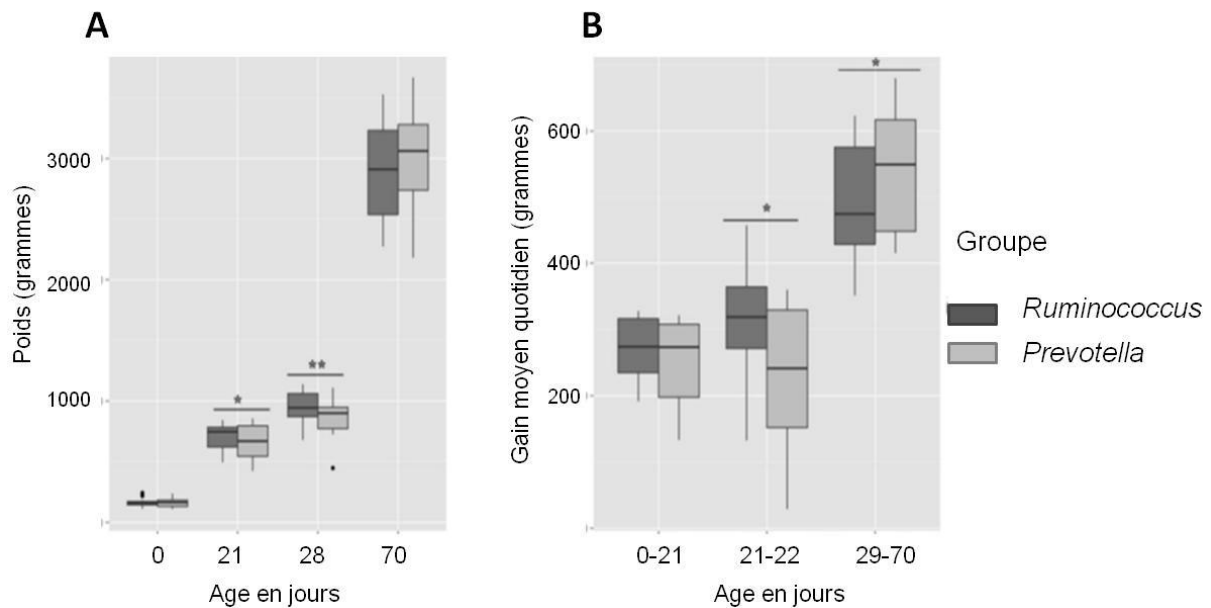 A
B
Poids (grammes)
3000
2000
1000
0
21
28
70
Age en jours
*
**
Gain moyen quotidien (grammes)
600
400
200
0-21
21-22
29-70
Age en jours
*
*
Groupe
Ruminococcus
Prevotella